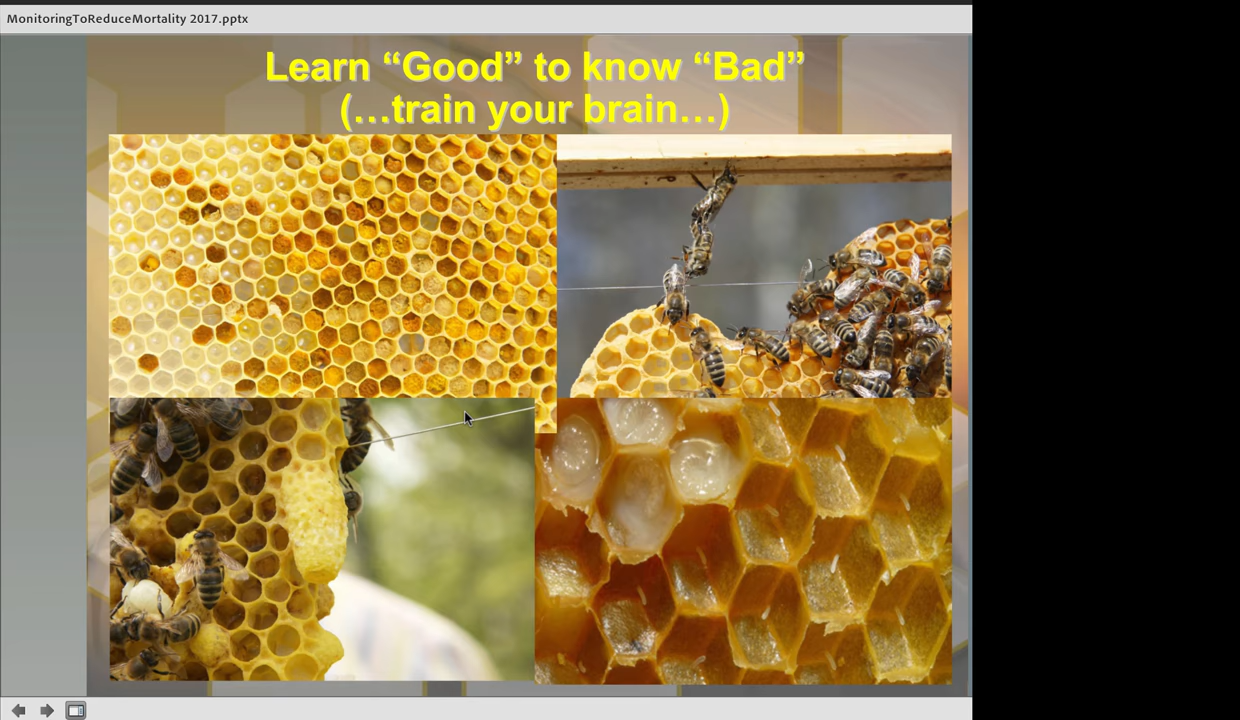 MonitoringToReduceMortality 2017.pptx
Learn “Good” to know “Bad”
(…train your brain…)